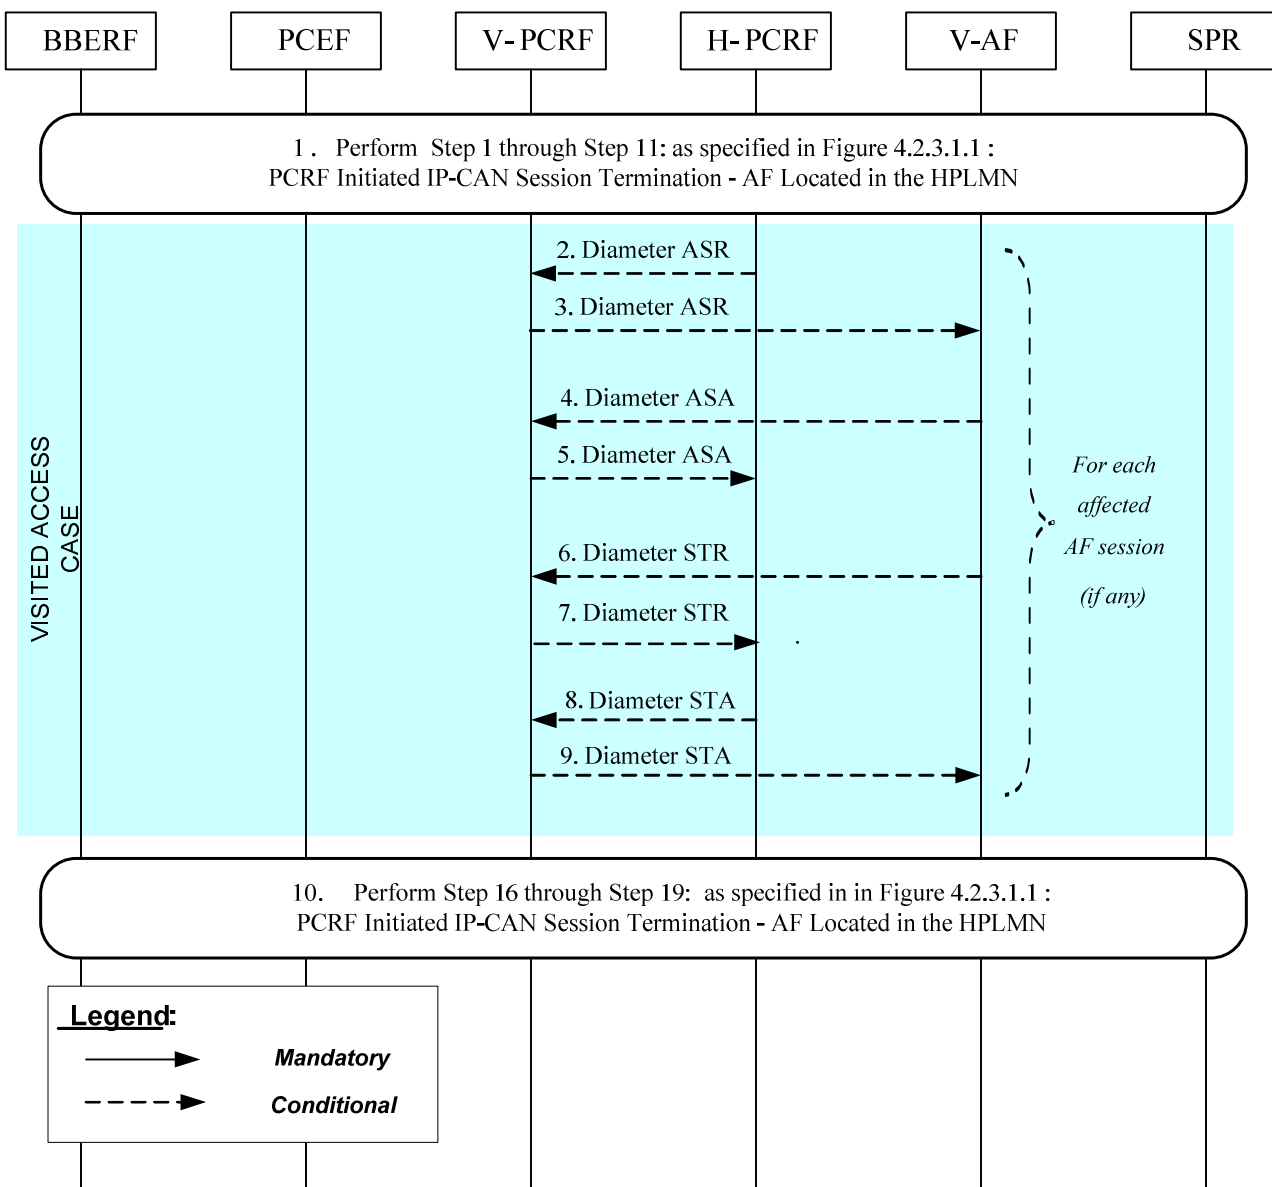 BBERF
PCEF
V- PCRF
H- PCRF
V-AF
SPR
1 . Perform Step 1 through Step 11: as specified in Figure 4.2.3.1.1 :
PCRF Initiated IP-CAN Session Termination - AF Located in the HPLMN
2. Diameter ASR
3. Diameter ASR
4. Diameter ASA
5. Diameter ASA
6. Diameter STR
7. Diameter STR
8. Diameter STA
9. Diameter STA
For each
affected
AF session
(if any)
VISITED ACCESS
CASE
10. Perform Step 16 through Step 19: as specified in in Figure 4.2.3.1.1 :
PCRF Initiated IP-CAN Session Termination - AF Located in the HPLMN
Legend:
Mandatory
Conditional